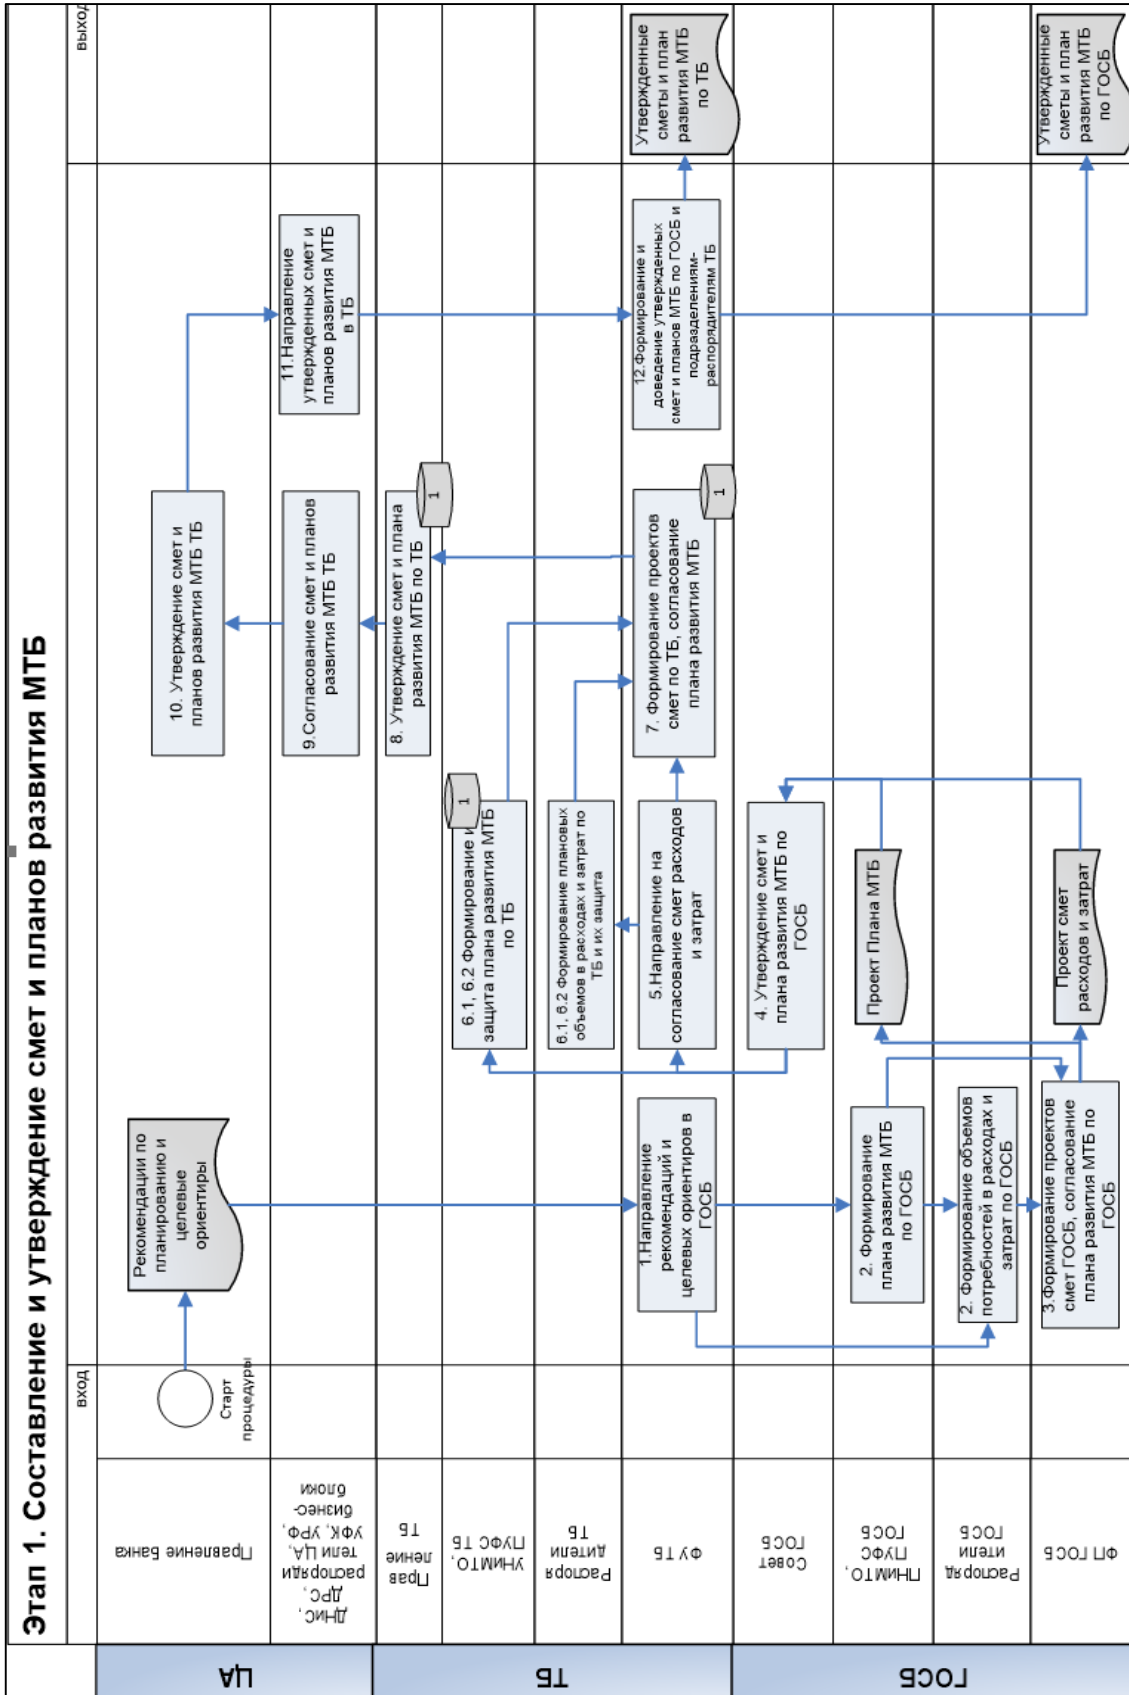 Этап 1. Составление и утверждение смет и планов развития МТБ
вход
выход
ЦА
Правление Банка
Старт
процедуры
Рекомендации по
планированию и
целевые
ориентиры
10. Утверждение смет и
планов развития МТБ ТБ
ДНиС,
ДРС,
распоряди
тели ЦА,
УФК, УРФ,
бизнес-
блоки
9.Согласование смет и планов
развития МТБ ТБ
11.Направление
утвержденных смет и
планов развития МТБ
в ТБ
ТБ
Прав
ление
ТБ
8. Утверждение смет и плана
развития МТБ по ТБ
1
УНиМТО,
ПУФС ТБ
6.1, 6.2 Формирование и
защита плана развития МТБ
по ТБ
1
Распоря
дители
ТБ
6.1, 6.2 Формирование плановых
объемов в расходах и затрат по
ТБ и их защита
ФУ ТБ
1.Направление
рекомендаций и
целевых ориентиров в
ГОСБ
5.Направление на
согласование смет расходов
и затрат
7. Формирование проектов
смет по ТБ, согласование
плана развития МТБ
1
12.Формирование и
доведение утвержденных
смет и планов МТБ по ГОСБ и
подразделениям-
распорядителям ТБ
Утвержденные
сметы и план
развития МТБ
по ТБ
ГОСБ
Совет
ГОСБ
4. Утверждение смет и
плана развития МТБ по
ГОСБ
ПНиМТО,
ПУФС
ГОСБ
2. Формирование
плана развития МТБ
по ГОСБ
Проект Плана МТБ
Распоряд
ители
ГОСБ
2. Формирование объемов
потребностей в расходах и
затрат по ГОСБ
ФП ГОСБ
3.Формирование проектов
смет ГОСБ, согласование
плана развития МТБ по
ГОСБ
Проект смет
расходов и затрат
Утвержденные
сметы и план
развития МТБ
по ГОСБ